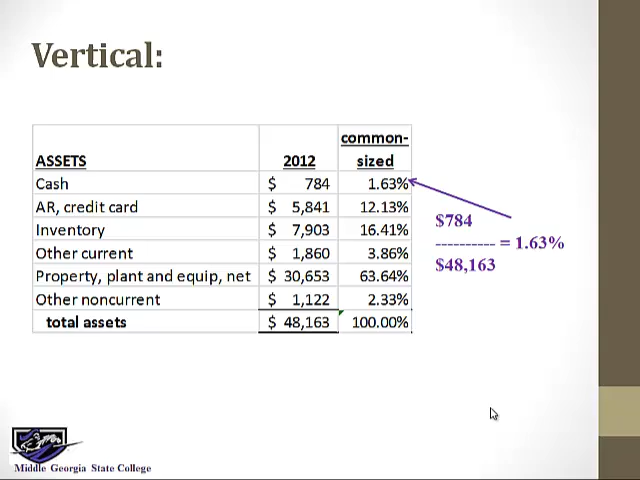 Vertical:
common-
ASSETS 2012 sized
Cash $ 784 1.63%
AR, credit card $ 5,841 12.13%
Inventory $ 7,903 16.41%
Other current $ 1,860 3.86%
Property, plant and equip, net $ 30,653 63.64%
Other noncurrent $ 1,122 2.33%
total assets $ 48,163 100.00%
$784
---------- = 1.63%
$48,163
Middle Georgia State College